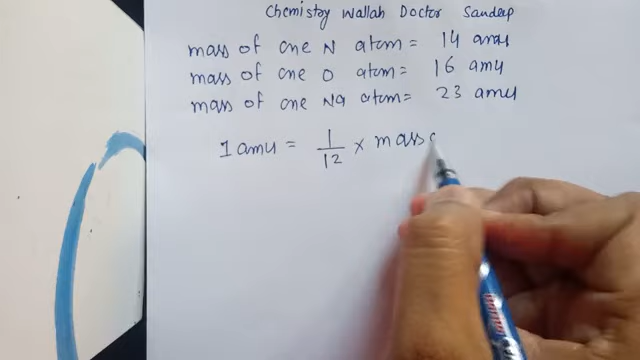 Chemistry Wallah Doctor Sandeep
mass of one N atom = 14 amu
mass of one O atom = 16 amu
mass of one Na atom = 23 amu
1 amu = 1/12 × mass